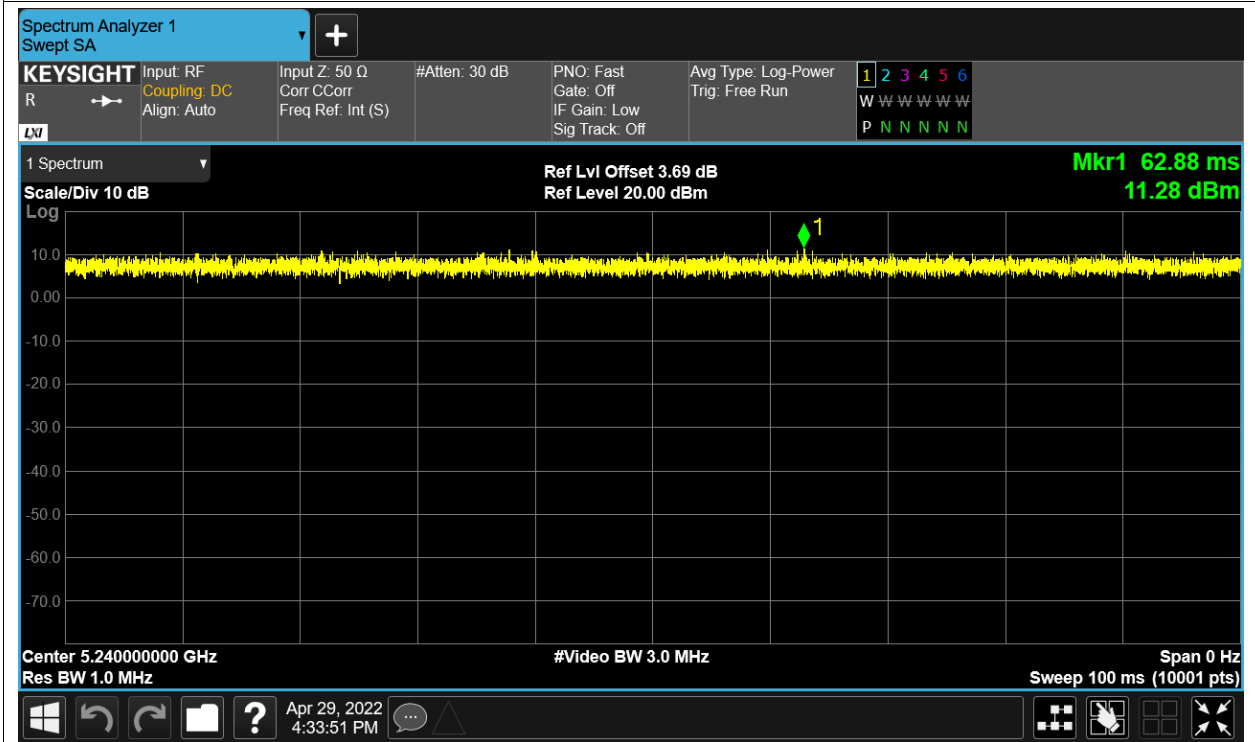 Spectrum Analyzer 1
Swept SA
KEYSIGHT
R
LXI
Input: RF
Coupling: DC
Align: Auto
Input Z: 50 Ω
Corr CCorr
Freq Ref: Int (S)
#Atten: 30 dB
PNO: Fast
Gate: Off
IF Gain: Low
Sig Track: Off
Avg Type: Log-Power
Trig: Free Run
1 2 3 4 5 6
W W W W W W
P N N N N N
1 Spectrum
Scale/Div 10 dB
Ref Lvl Offset 3.69 dB
Ref Level 20.00 dBm
Mkr1 62.88 ms
11.28 dBm
Log
1
10.0
0.00
-10.0
-20.0
-30.0
-40.0
-50.0
-60.0
-70.0
Center 5.240000000 GHz
#Video BW 3.0 MHz
Span 0 Hz
Res BW 1.0 MHz
Sweep 100 ms (10001 pts)
?
Apr 29, 2022
4:33:51 PM